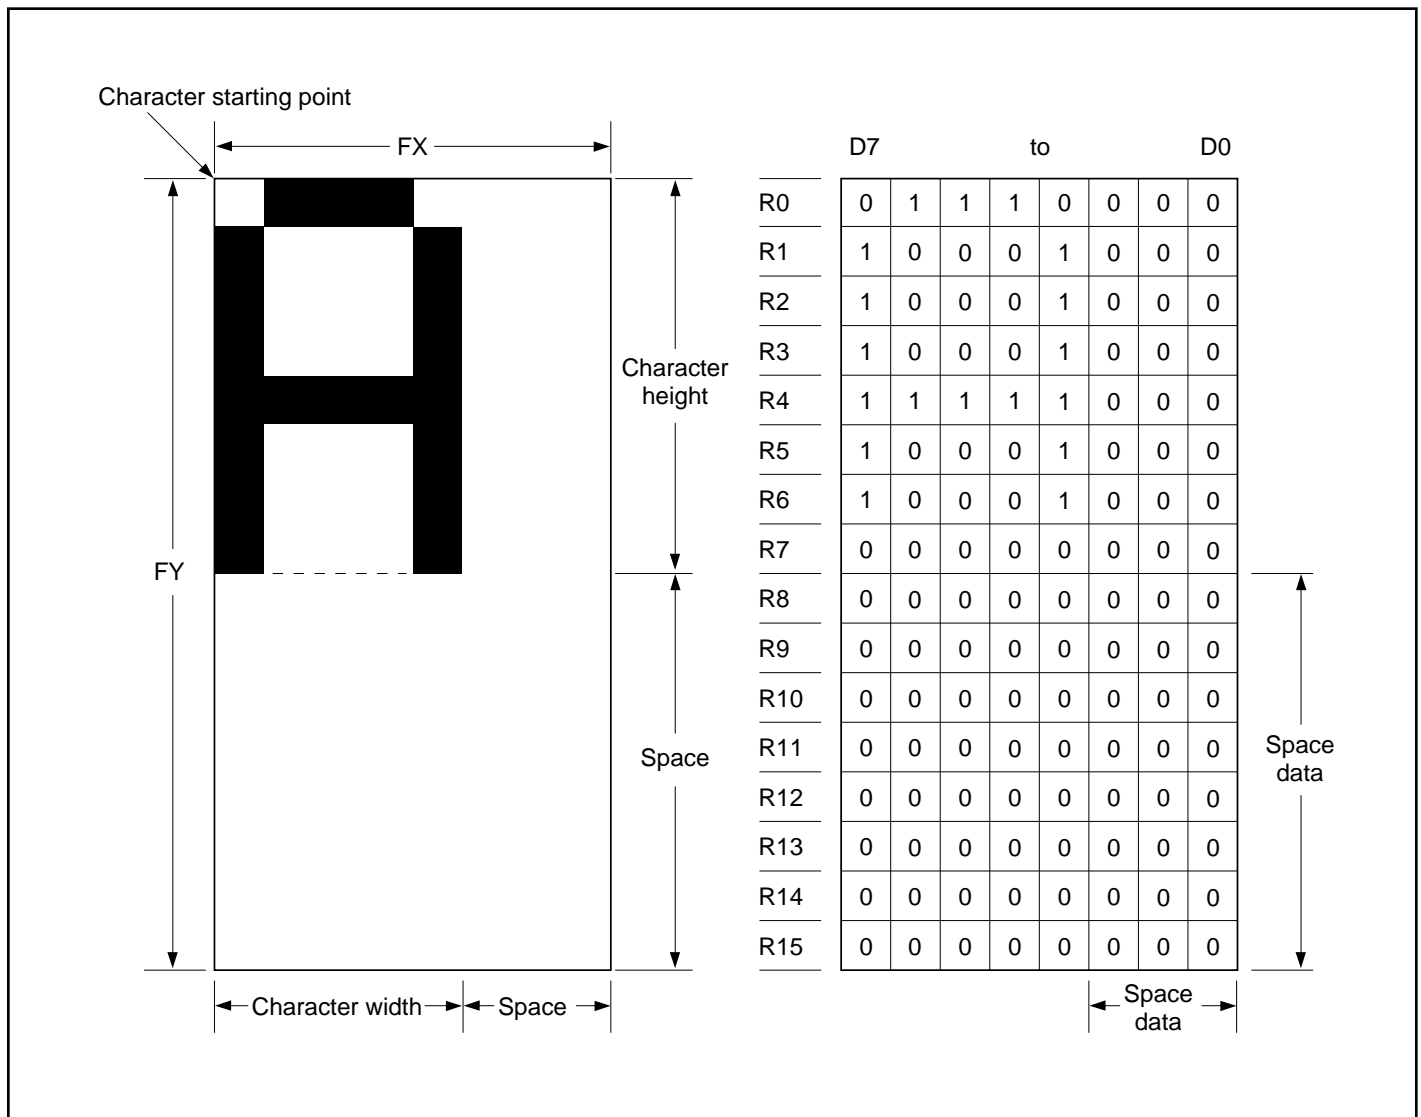 Character starting point
FX
D7 to D0
R0 0 1 1 1 0 0 0 0
R1 1 0 0 0 1 0 0 0
R2 1 0 0 0 1 0 0 0
R3 1 0 0 0 1 0 0 0
Character
height
R4 1 1 1 1 1 0 0 0
R5 1 0 0 0 1 0 0 0
R6 1 0 0 0 1 0 0 0
R7 0 0 0 0 0 0 0 0
FY
R8 0 0 0 0 0 0 0 0
R9 0 0 0 0 0 0 0 0
R10 0 0 0 0 0 0 0 0
R11 0 0 0 0 0 0 0 0
Space
Space
data
R12 0 0 0 0 0 0 0 0
R13 0 0 0 0 0 0 0 0
R14 0 0 0 0 0 0 0 0
R15 0 0 0 0 0 0 0 0
Character width
Space
Space
data